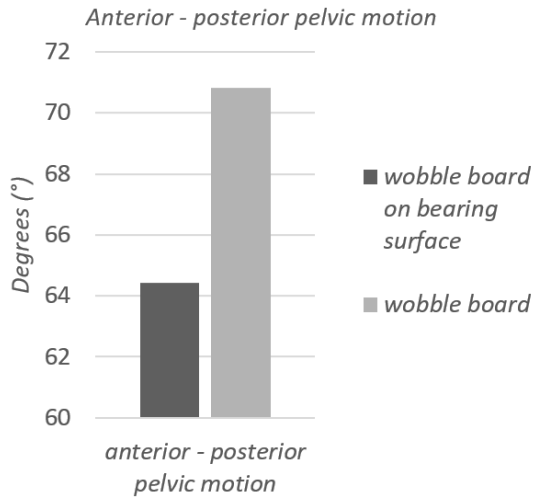 Anterior - posterior pelvic motion
72
70
68
66
64
62
60
Degrees (°)
wobble board
on bearing
surface
wobble board
anterior - posterior
pelvic motion